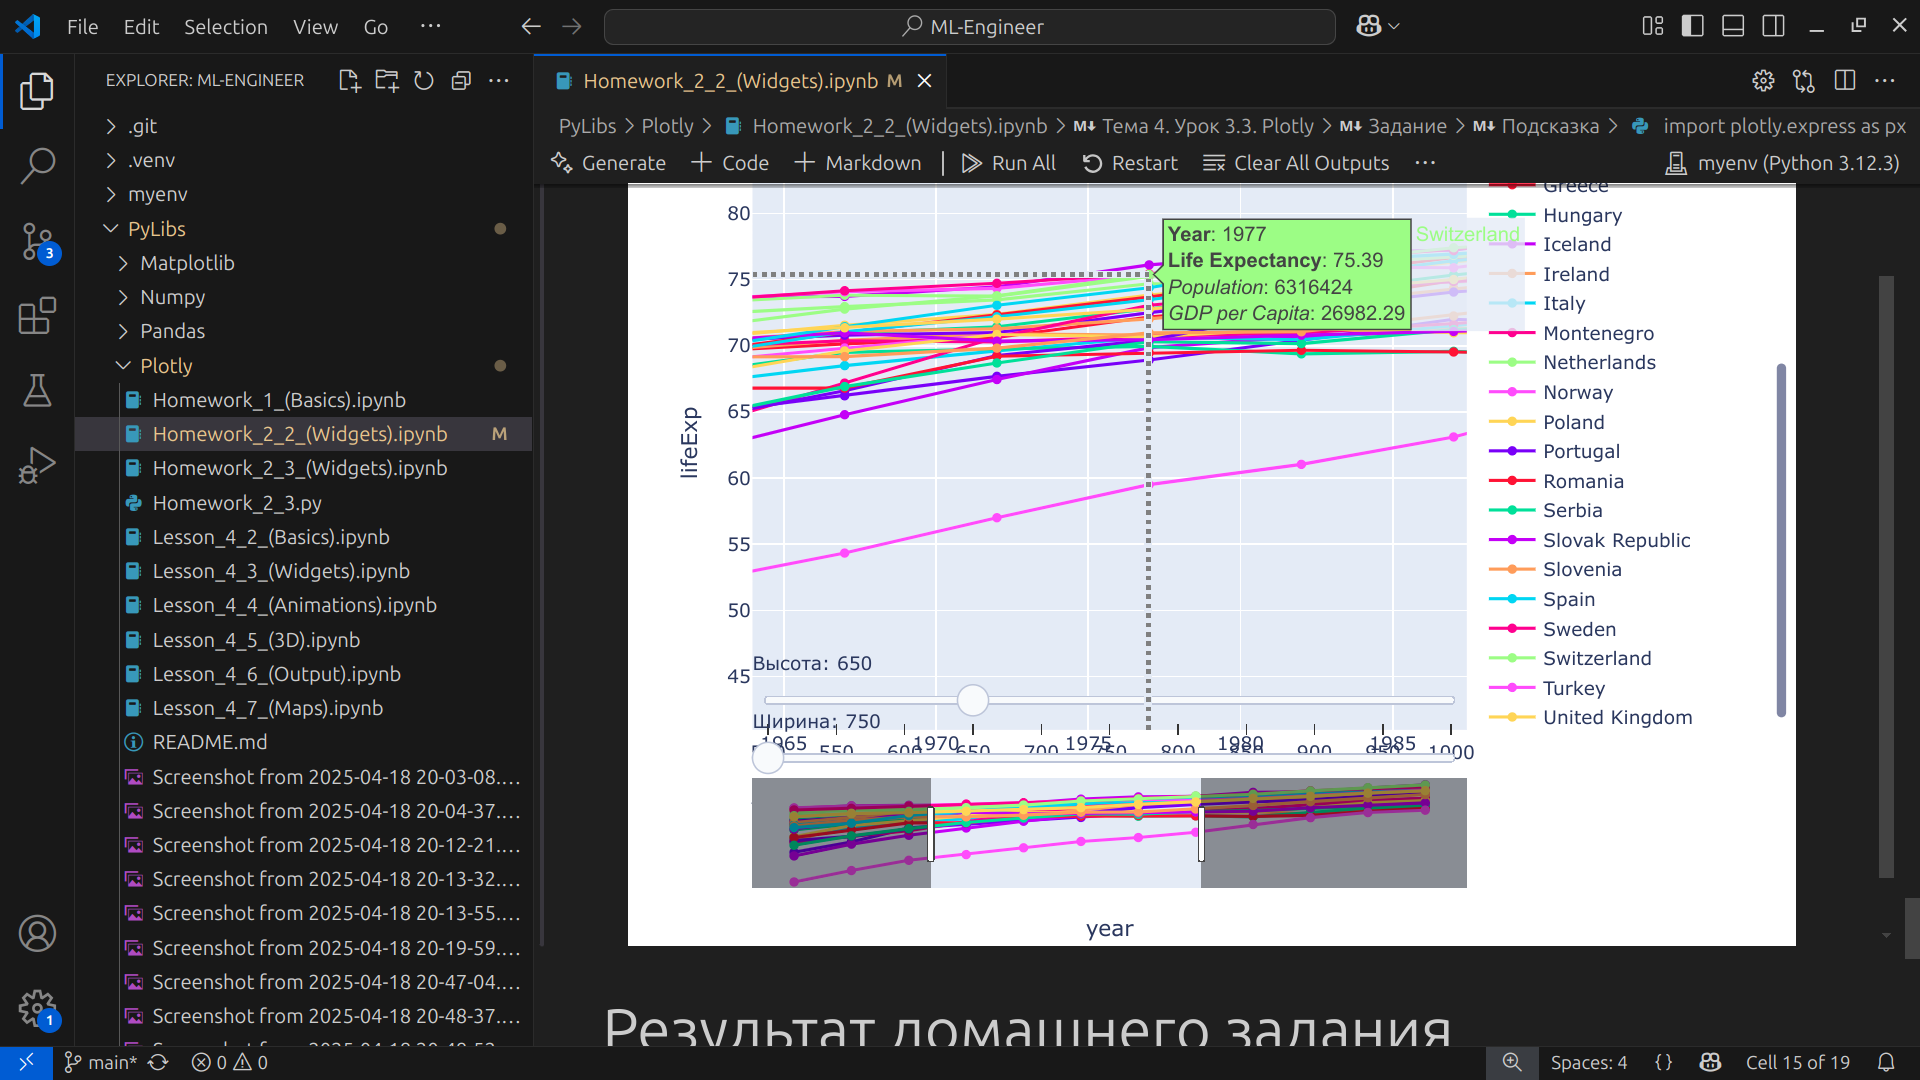 File Edit Selection View Go ···
ML-Engineer
EXPLORER: ML-ENGINEER
.git
.venv
myenv
PyLibs
Matplotlib
Numpy
Pandas
Plotly
Homework_1_(Basics).ipynb
Homework_2_2_(Widgets).ipynb M
Homework_2_3_(Widgets).ipynb
Homework_2_3.py
Lesson_4_2_(Basics).ipynb
Lesson_4_3_(Widgets).ipynb
Lesson_4_4_(Animations).ipynb
Lesson_4_5_(3D).ipynb
Lesson_4_6_(Output).ipynb
Lesson_4_7_(Maps).ipynb
README.md
Screenshot from 2025-04-18 20-03-08....
Screenshot from 2025-04-18 20-04-37....
Screenshot from 2025-04-18 20-12-21....
Screenshot from 2025-04-18 20-13-32....
Screenshot from 2025-04-18 20-13-55....
Screenshot from 2025-04-18 20-19-59....
Screenshot from 2025-04-18 20-47-04....
Screenshot from 2025-04-18 20-48-37....
3
1
Homework_2_2_(Widgets).ipynb M
PyLibs > Plotly > Homework_2_2_(Widgets).ipynb > M↓ Тема 4. Урок 3.3. Plotly > M↓ Задание > M↓ Подсказка > import plotly.express as px
Generate + Code + Markdown | Run All Restart Clear All Outputs ··· myenv (Python 3.12.3)
80
75
70
65
60
55
50
45
lifeExp
Year: 1977
Life Expectancy: 75.39
Population: 6316424
GDP per Capita: 26982.29
Switzerland
Greece
Hungary
Iceland
Ireland
Italy
Montenegro
Netherlands
Norway
Poland
Portugal
Romania
Serbia
Slovak Republic
Slovenia
Spain
Sweden
Switzerland
Turkey
United Kingdom
Высота: 650
Ширина: 750
1965 1970 1975 1980 1985
550 600 650 700 750 800 850 900 950 1000
year
Результат домашнего задания
main* 0 0
Spaces: 4 {} Cell 15 of 19